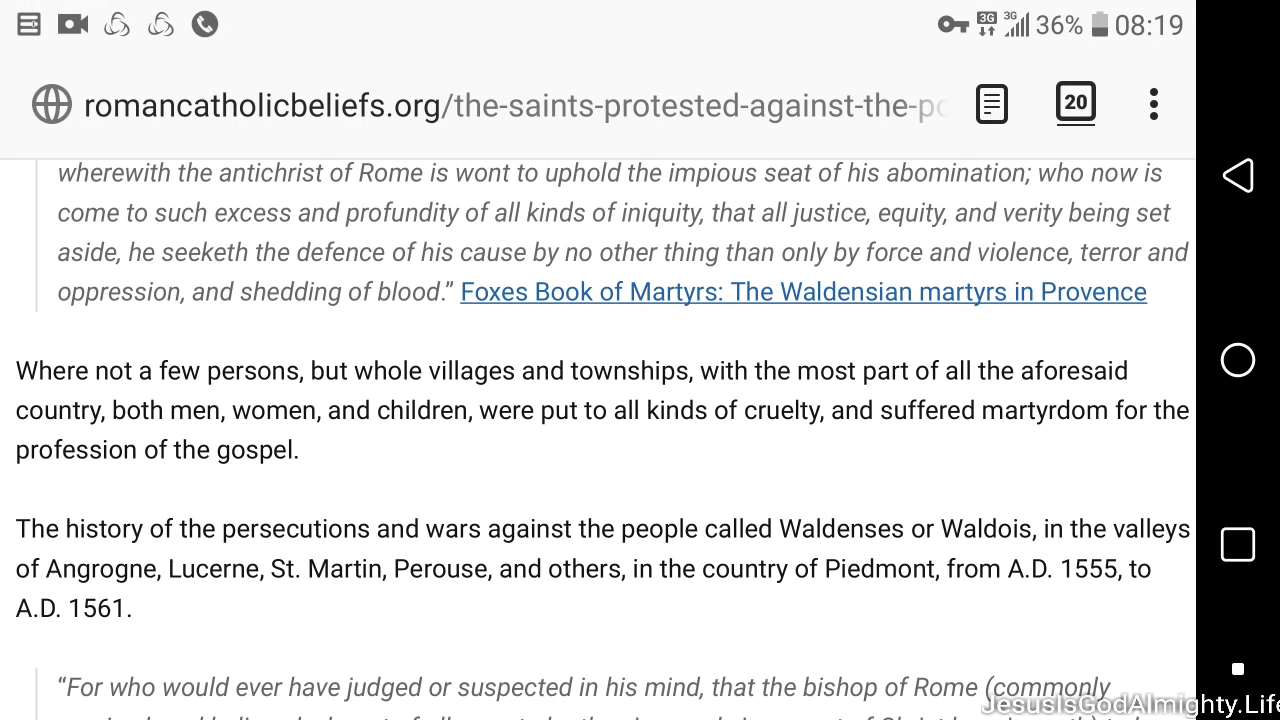 3G
3G
36%
08:19
romancatholicbeliefs.org/the-saints-protested-against-the-po
20
wherewith the antichrist of Rome is wont to uphold the impious seat of his abomination; who now is
come to such excess and profundity of all kinds of iniquity, that all justice, equity, and verity being set
aside, he seeketh the defence of his cause by no other thing than only by force and violence, terror and
oppression, and shedding of blood.” Foxes Book of Martyrs: The Waldensian martyrs in Provence
Where not a few persons, but whole villages and townships, with the most part of all the aforesaid
country, both men, women, and children, were put to all kinds of cruelty, and suffered martyrdom for the
profession of the gospel.
The history of the persecutions and wars against the people called Waldenses or Waldois, in the valleys
of Angrogne, Lucerne, St. Martin, Perouse, and others, in the country of Piedmont, from A.D. 1555, to
A.D. 1561.
“For who would ever have judged or suspected in his mind, that the bishop of Rome (commonly
JesusIsGodAlmighty.Life